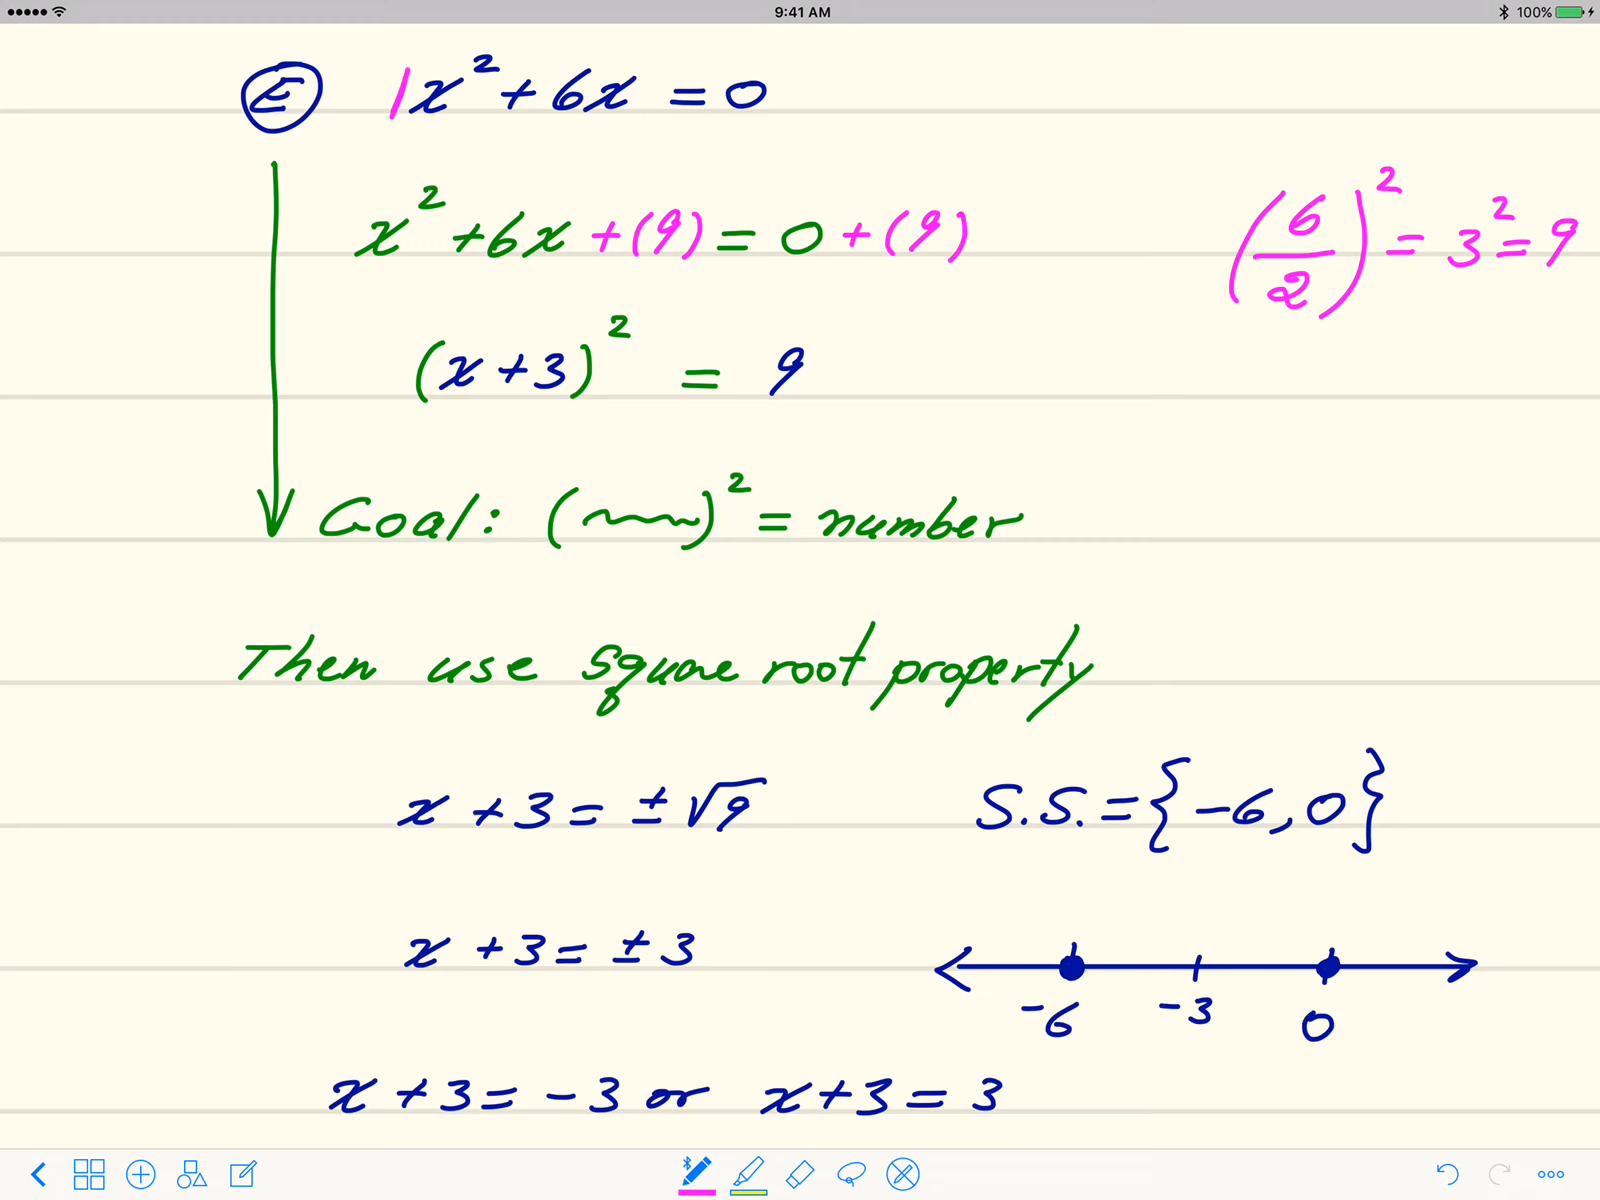 9:41 AM
100%
E 1x² + 6x = 0
x² + 6x + (9) = 0 + (9)
(6/2)² = 3² = 9
(x + 3)² = 9
Goal: (~~~)² = number
Then use square root property
x + 3 = ± √9
S.S. = {-6, 0}
x + 3 = ± 3
-6 -3 0
x + 3 = -3 or x + 3 = 3